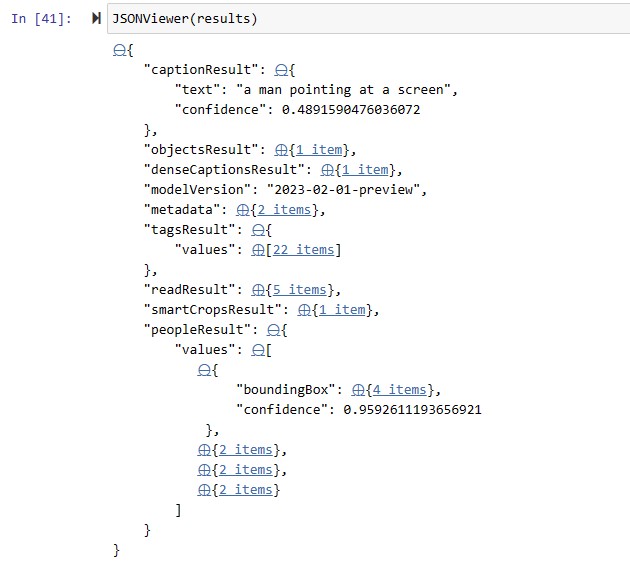 In [41]: JSONViewer(results)
⊖{
"captionResult": ⊖{
"text": "a man pointing at a screen",
"confidence": 0.4891590476036072
},
"objectsResult": ⊕{1 item},
"denseCaptionsResult": ⊕{1 item},
"modelVersion": "2023-02-01-preview",
"metadata": ⊕{2 items},
"tagsResult": ⊖{
"values": ⊕[22 items]
},
"readResult": ⊕{5 items},
"smartCropsResult": ⊕{1 item},
"peopleResult": ⊖{
"values": ⊖[
⊖{
"boundingBox": ⊕{4 items},
"confidence": 0.9592611193656921
},
⊕{2 items},
⊕{2 items},
⊕{2 items}
]
}
}